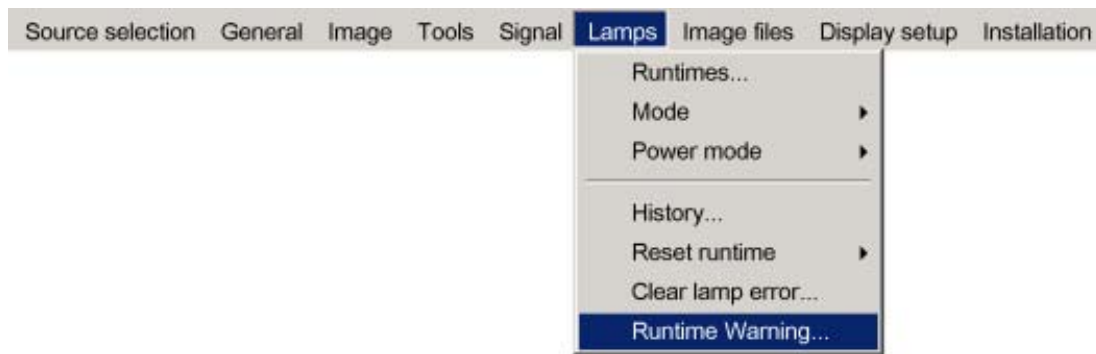 Source selection General Image Tools Signal Lamps Image files Display setup Installation
Runtimes...
Mode
Power mode
History...
Reset runtime
Clear lamp error...
Runtime Warning...